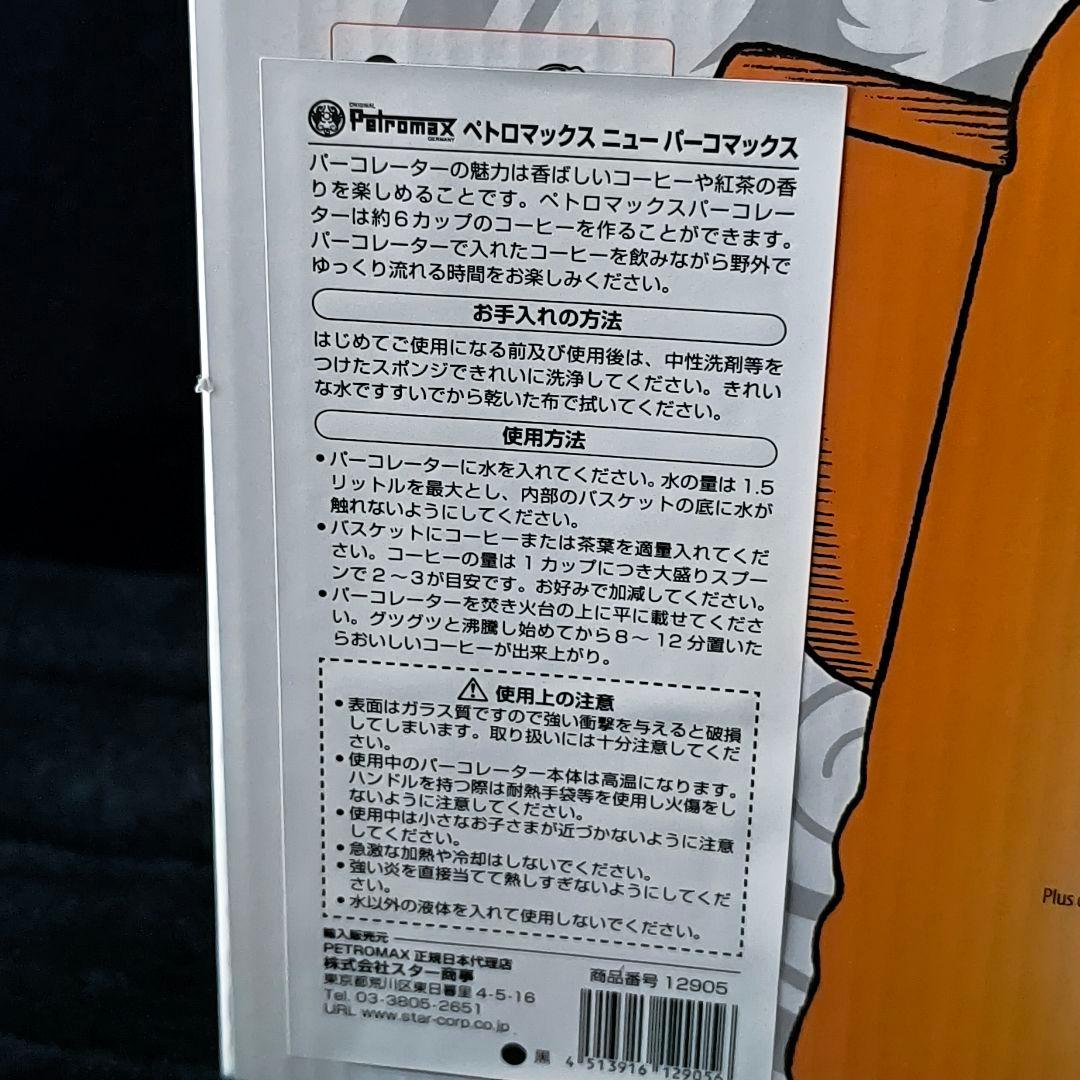 ORIGINAL
Petromax ペトロマックス ニュー パーコマックス
GERMANY
パーコレーターの魅力は香ばしいコーヒーや紅茶の香
りを楽しめることです。ペトロマックスパーコレー
ターは約6カップのコーヒーを作ることができます。
パーコレーターで入れたコーヒーを飲みながら野外で
ゆっくり流れる時間をお楽しみください。
お手入れの方法
はじめてご使用になる前及び使用後は、中性洗剤等を
つけたスポンジできれいに洗浄してください。きれい
な水ですすいでから乾いた布で拭いてください。
使用方法
●パーコレーターに水を入れてください。水の量は1.5
リットルを最大とし、内部のバスケットの底に水が
触れないようにしてください。
●バスケットにコーヒーまたは茶葉を適量入れてくだ
さい。コーヒーの量は1カップにつき大盛りスプー
ンで2〜3が目安です。お好みで加減してください。
●パーコレーターを焚き火台の上に平に載せてくださ
い。グツグツと沸騰し始めてから8〜12分置いた
らおいしいコーヒーが出来上がり。
⚠ 使用上の注意
●表面はガラス質ですので強い衝撃を与えると破損
してしまいます。取り扱いには十分注意してくだ
さい。
●使用中のパーコレーター本体は高温になります。
ハンドルを持つ際は耐熱手袋等を使用し火傷をし
ないように注意してください。
●使用中は小さなお子さまが近づかないように注意
してください。
●急激な加熱や冷却はしないでください。
●強い炎を直接当てて熱しすぎないようにしてくだ
さい。
●水以外の液体を入れて使用しないでください。
輸入販売元
PETROMAX 正規日本代理店
株式会社スター商事
東京都荒川区東日暮里4-5-16
Tel. 03-3805-2651
URL www.star-corp.co.jp
商品番号 12905
黒
4 513916 129056
Plus